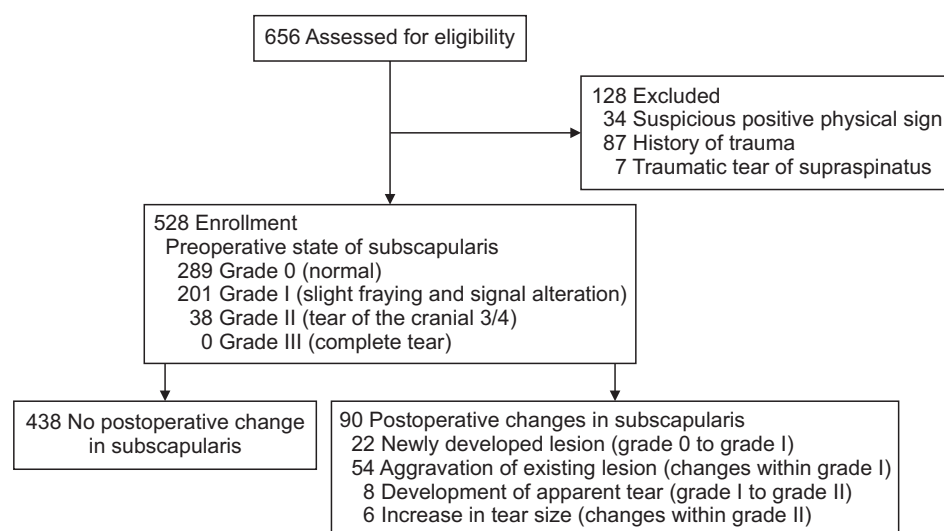 656 Assessed for eligibility
128 Excluded
34 Suspicious positive physical sign
87 History of trauma
7 Traumatic tear of supraspinatus
528 Enrollment
Preoperative state of subscapularis
289 Grade 0 (normal)
201 Grade I (slight fraying and signal alteration)
38 Grade II (tear of the cranial 3/4)
0 Grade III (complete tear)
438 No postoperative change
in subscapularis
90 Postoperative changes in subscapularis
22 Newly developed lesion (grade 0 to grade I)
54 Aggravation of existing lesion (changes within grade I)
8 Development of apparent tear (grade I to grade II)
6 Increase in tear size (changes within grade II)